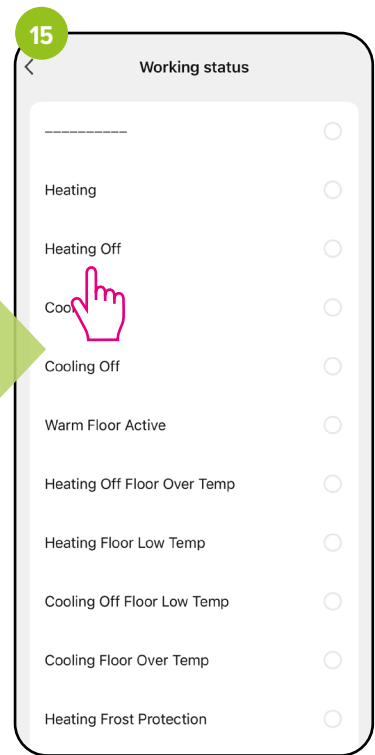 15
Working status
----------
Heating
Heating Off
Coo
Cooling Off
Warm Floor Active
Heating Off Floor Over Temp
Heating Floor Low Temp
Cooling Off Floor Low Temp
Cooling Floor Over Temp
Heating Frost Protection